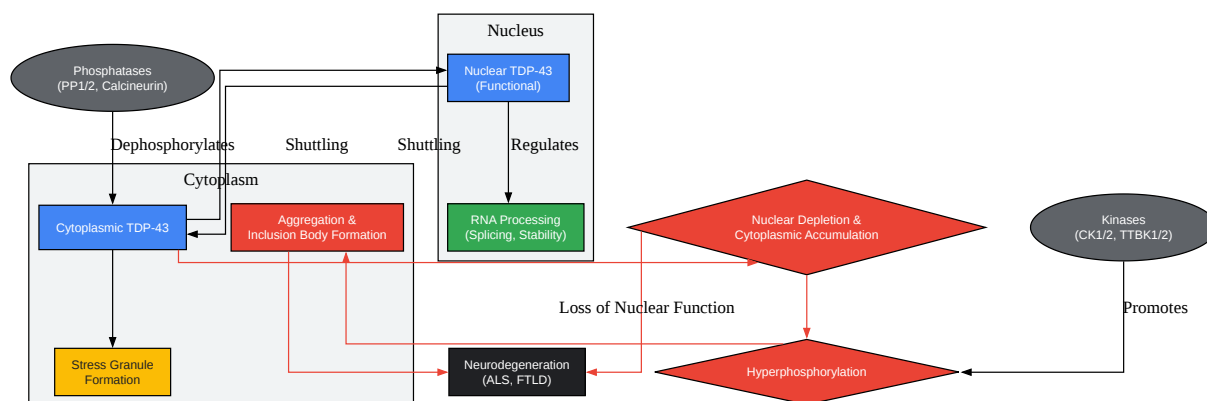 Nucleus
Phosphatases
(PP1/2, Calcineurin)
Nuclear TDP-43
(Functional)
Dephosphorylates
Shuttling
Shuttling
Regulates
Cytoplasm
Cytoplasmic TDP-43
Aggregation &
Inclusion Body Formation
RNA Processing
(Splicing, Stability)
Nuclear Depletion &
Cytoplasmic Accumulation
Kinases
(CK1/2, TTBK1/2)
Loss of Nuclear Function
Promotes
Stress Granule
Formation
Neurodegeneration
(ALS, FTLD)
Hyperphosphorylation